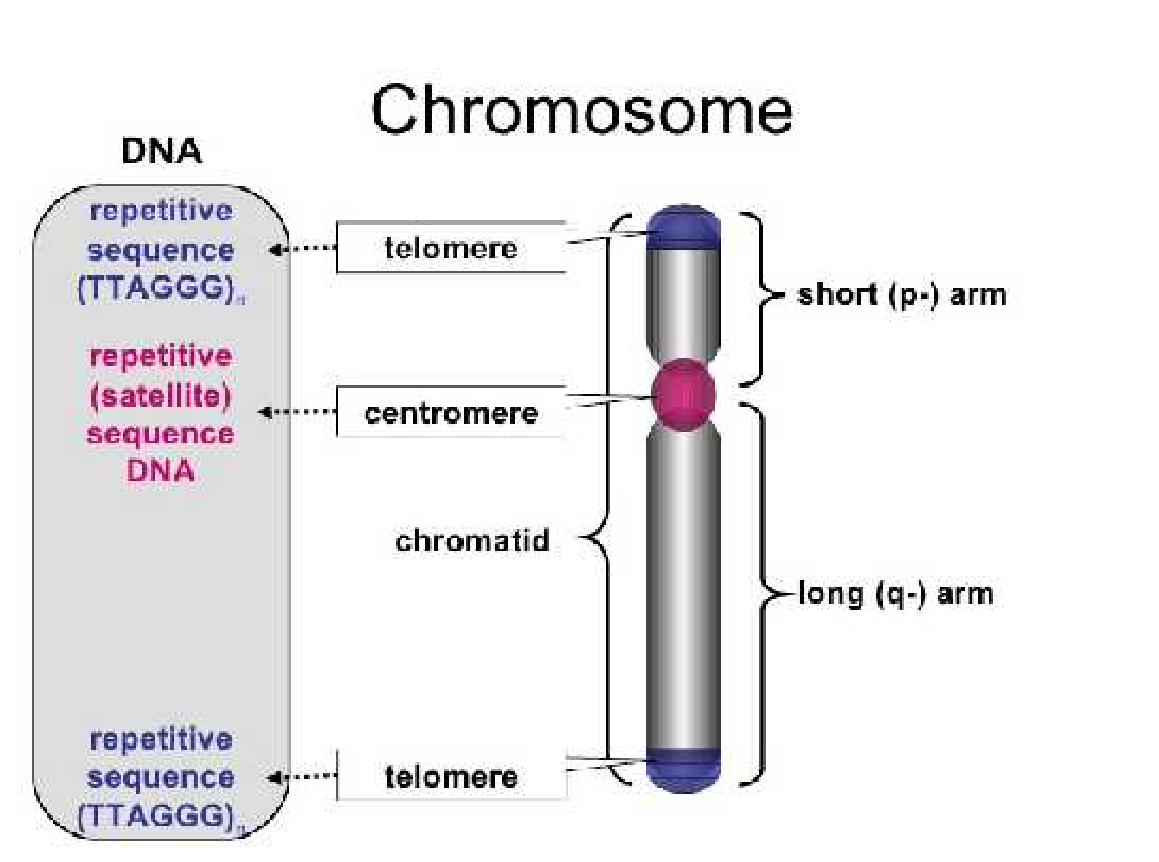 Chromosome
DNA
repetitive
sequence
(TTAGGG)n
telomere
short (p-) arm
repetitive
(satellite)
sequence
DNA
centromere
chromatid
long (q-) arm
repetitive
sequence
(TTAGGG)n
telomere